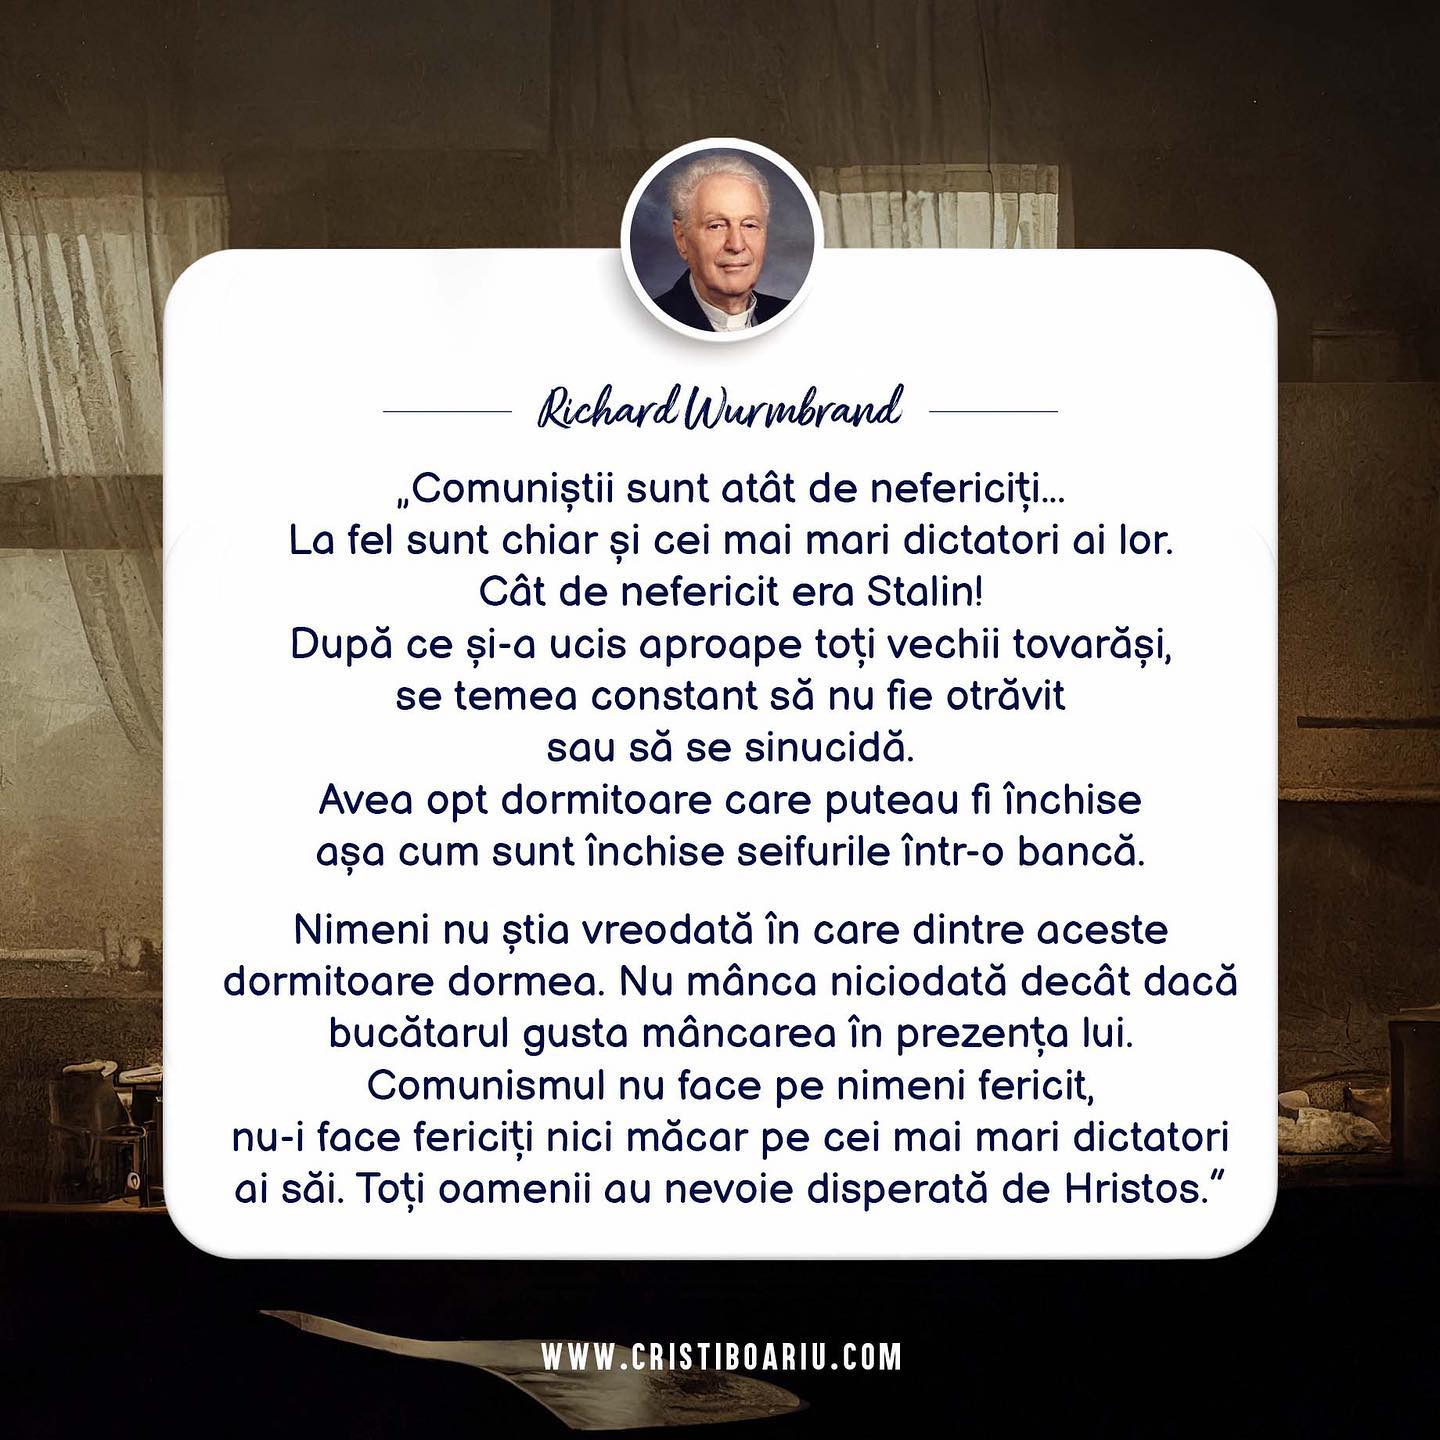 Richard Wurmbrand
„Comuniștii sunt atât de nefericiți...
La fel sunt chiar și cei mai mari dictatori ai lor.
Cât de nefericit era Stalin!
După ce și-a ucis aproape toți vechii tovarăși,
se temea constant să nu fie otrăvit
sau să se sinucidă.
Avea opt dormitoare care puteau fi închise
așa cum sunt închise seifurile într-o bancă.
Nimeni nu știa vreodată în care dintre aceste
dormitoare dormea. Nu mânca niciodată decât dacă
bucătarul gusta mâncarea în prezența lui.
Comunismul nu face pe nimeni fericit,
nu-i face fericiți nici măcar pe cei mai mari dictatori
ai săi. Toți oamenii au nevoie disperată de Hristos.”
WWW.CRISTIBOARIU.COM